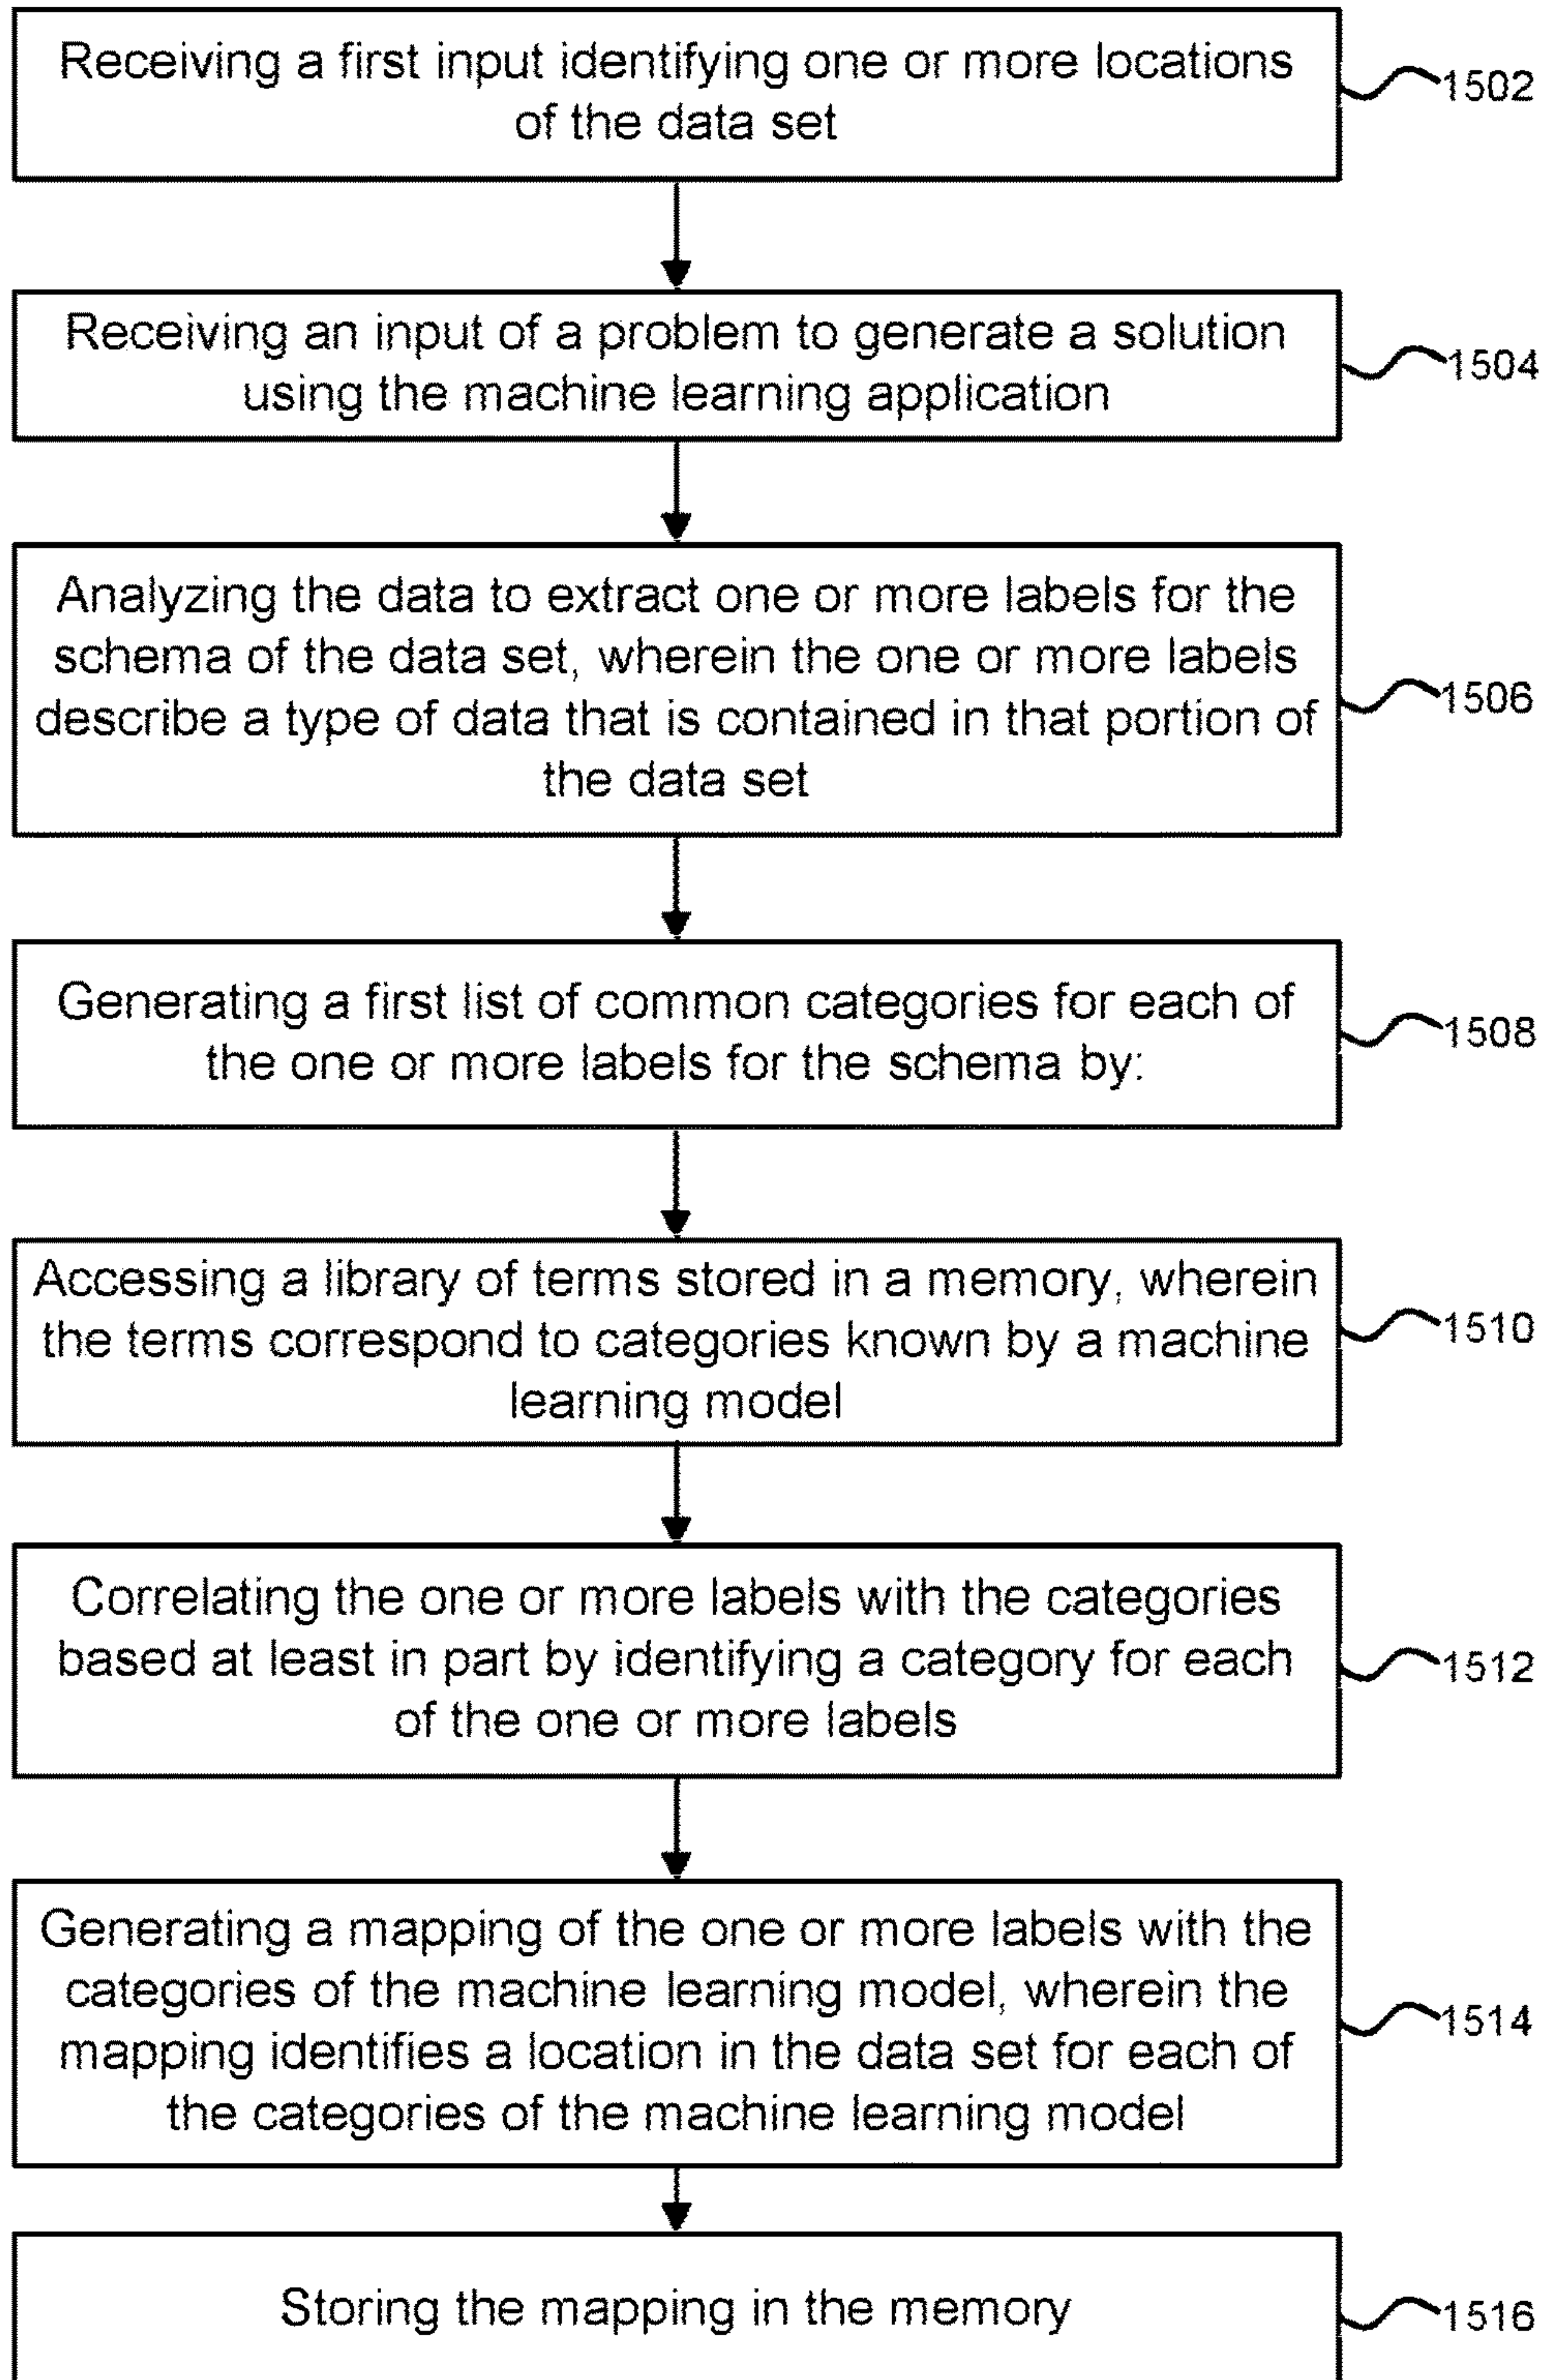 Receiving a first input identifying one or more locations
of the data set
1502
Receiving an input of a problem to generate a solution
using the machine learning application
1504
Analyzing the data to extract one or more labels for the
schema of the data set, wherein the one or more labels
describe a type of data that is contained in that portion of
the data set
1506
Generating a first list of common categories for each of
the one or more labels for the schema by:
1508
Accessing a library of terms stored in a memory, wherein
the terms correspond to categories known by a machine
learning model
1510
Correlating the one or more labels with the categories
based at least in part by identifying a category for each
of the one or more labels
1512
Generating a mapping of the one or more labels with the
categories of the machine learning model, wherein the
mapping identifies a location in the data set for each of
the categories of the machine learning model
1514
Storing the mapping in the memory
1516